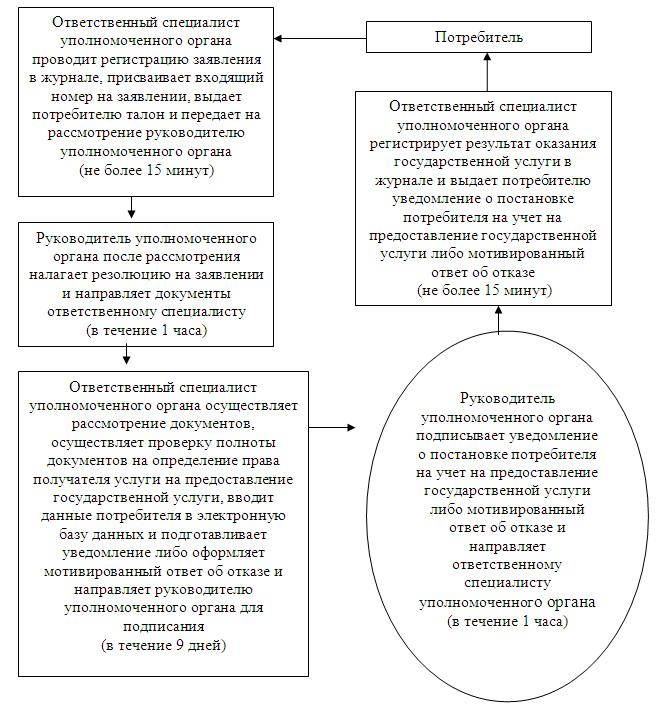 Потребитель
Ответственный специалист
уполномоченного органа
проводит регистрацию заявления
в журнале, присваивает входящий
номер на заявлении, выдает
потребителю талон и передает на
рассмотрение руководителю
уполномоченного органа
(не более 15 минут)
Руководитель уполномоченного
органа после рассмотрения
налагает резолюцию на заявлении
и направляет документы
ответственному специалисту
(в течение 1 часа)
Ответственный специалист
уполномоченного органа осуществляет
рассмотрение документов,
осуществляет проверку полноты
документов на определение права
получателя услуги на предоставление
государственной услуги, вводит
данные потребителя в электронную
базу данных и подготавливает
уведомление либо оформляет
мотивированный ответ об отказе и
направляет руководителю
уполномоченного органа для
подписания
(в течение 9 дней)
Руководитель
уполномоченного органа
подписывает уведомление
о постановке потребителя
на учет на предоставление
государственной услуги
либо мотивированный
ответ об отказе и
направляет
ответственному
специалисту
уполномоченного органа
(в течение 1 часа)
Ответственный специалист
уполномоченного органа
регистрирует результат оказания
государственной услуги в
журнале и выдает потребителю
уведомление о постановке
потребителя на учет на
предоставление государственной
услуги либо мотивированный
ответ об отказе
(не более 15 минут)